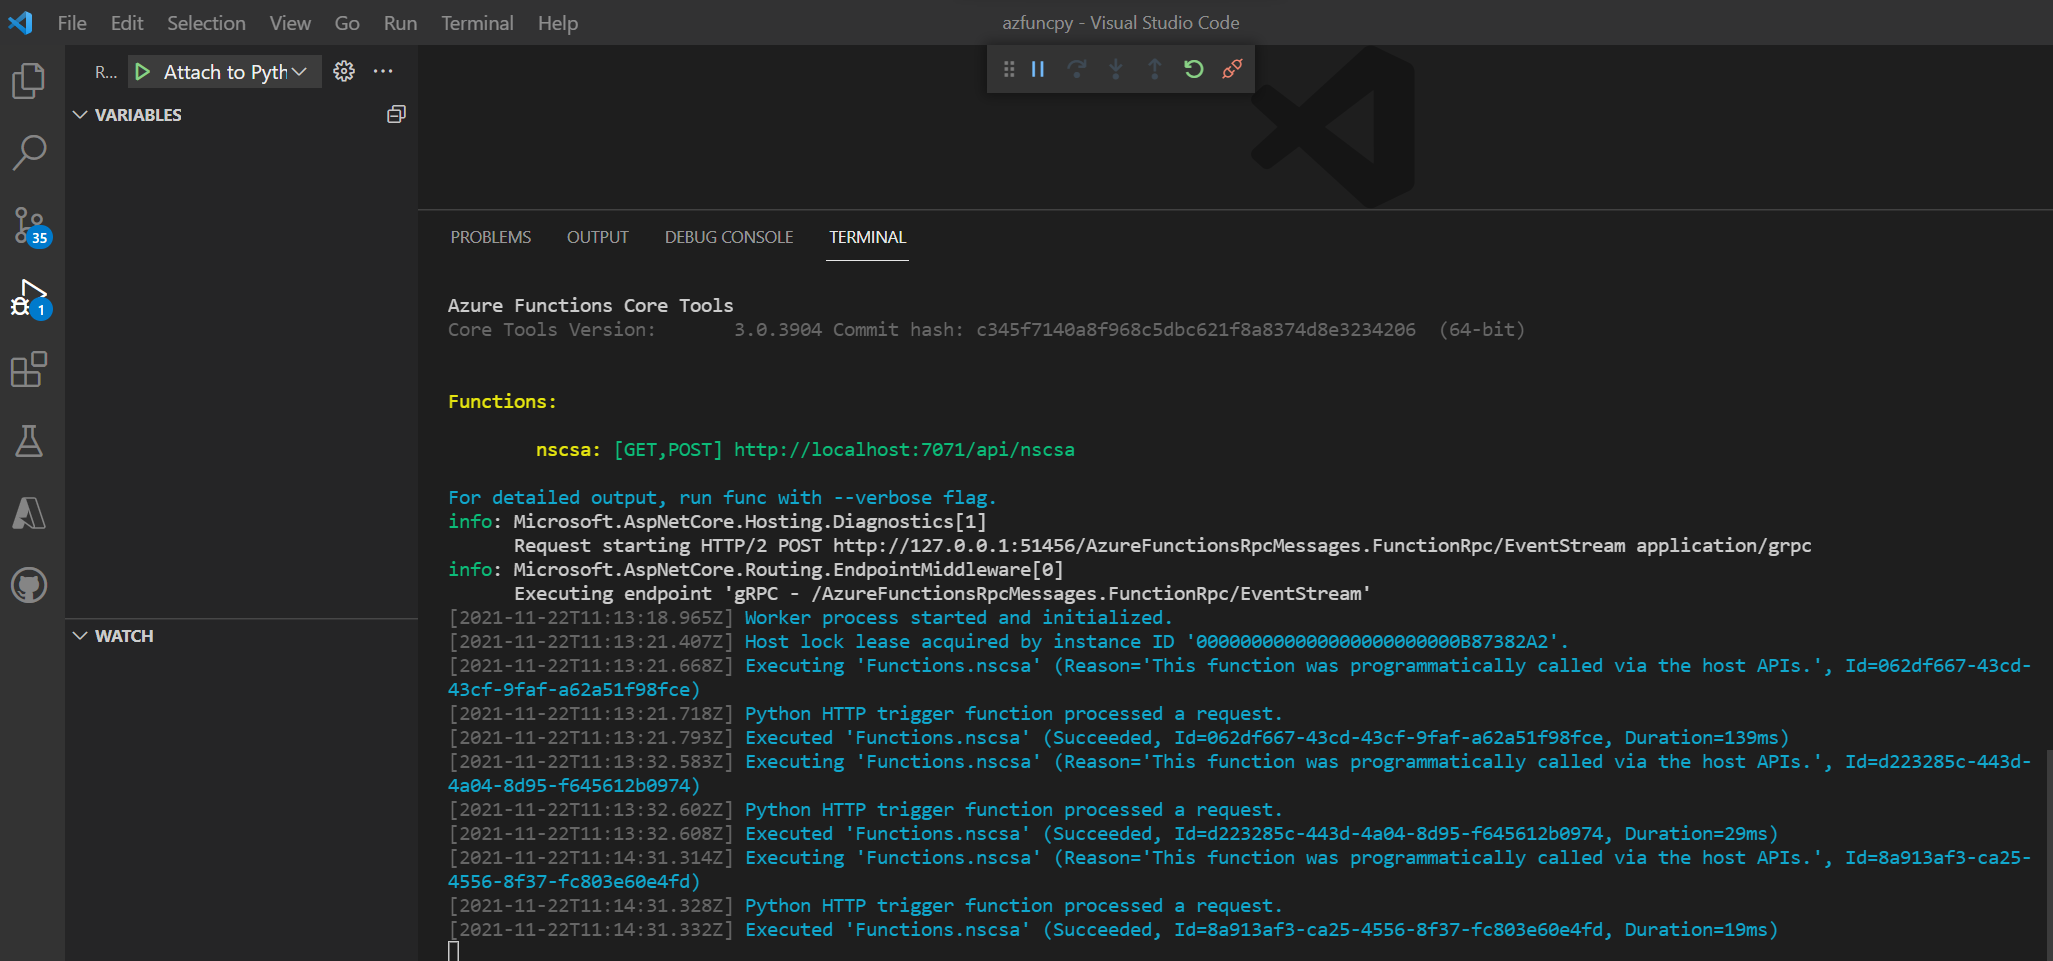 File Edit Selection View Go Run Terminal Help
azfuncpy - Visual Studio Code
R... Attach to Pyth
VARIABLES
35
1
WATCH
PROBLEMS OUTPUT DEBUG CONSOLE TERMINAL
Azure Functions Core Tools
Core Tools Version:       3.0.3904 Commit hash: c345f7140a8f968c5dbc621f8a8374d8e3234206  (64-bit)
Functions:
nscsa: [GET,POST] http://localhost:7071/api/nscsa
For detailed output, run func with --verbose flag.
info: Microsoft.AspNetCore.Hosting.Diagnostics[1]
Request starting HTTP/2 POST http://127.0.0.1:51456/AzureFunctionsRpcMessages.FunctionRpc/EventStream application/grpc
info: Microsoft.AspNetCore.Routing.EndpointMiddleware[0]
Executing endpoint 'gRPC - /AzureFunctionsRpcMessages.FunctionRpc/EventStream'
[2021-11-22T11:13:18.965Z] Worker process started and initialized.
[2021-11-22T11:13:21.407Z] Host lock lease acquired by instance ID '000000000000000000000000B87382A2'.
[2021-11-22T11:13:21.668Z] Executing 'Functions.nscsa' (Reason='This function was programmatically called via the host APIs.', Id=062df667-43cd-
43cf-9faf-a62a51f98fce)
[2021-11-22T11:13:21.718Z] Python HTTP trigger function processed a request.
[2021-11-22T11:13:21.793Z] Executed 'Functions.nscsa' (Succeeded, Id=062df667-43cd-43cf-9faf-a62a51f98fce, Duration=139ms)
[2021-11-22T11:13:32.583Z] Executing 'Functions.nscsa' (Reason='This function was programmatically called via the host APIs.', Id=d223285c-443d-
4a04-8d95-f645612b0974)
[2021-11-22T11:13:32.602Z] Python HTTP trigger function processed a request.
[2021-11-22T11:13:32.608Z] Executed 'Functions.nscsa' (Succeeded, Id=d223285c-443d-4a04-8d95-f645612b0974, Duration=29ms)
[2021-11-22T11:14:31.314Z] Executing 'Functions.nscsa' (Reason='This function was programmatically called via the host APIs.', Id=8a913af3-ca25-
4556-8f37-fc803e60e4fd)
[2021-11-22T11:14:31.328Z] Python HTTP trigger function processed a request.
[2021-11-22T11:14:31.332Z] Executed 'Functions.nscsa' (Succeeded, Id=8a913af3-ca25-4556-8f37-fc803e60e4fd, Duration=19ms)